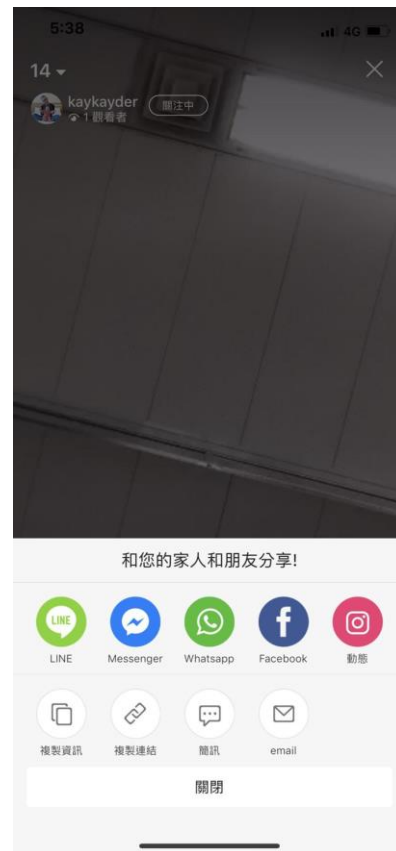 5:38
4G
14
kaykayder
關注中
1 觀看者
和您的家人和朋友分享!
LINE
LINE
Messenger
Whatsapp
Facebook
動態
複製資訊
複製連結
簡訊
email
關閉